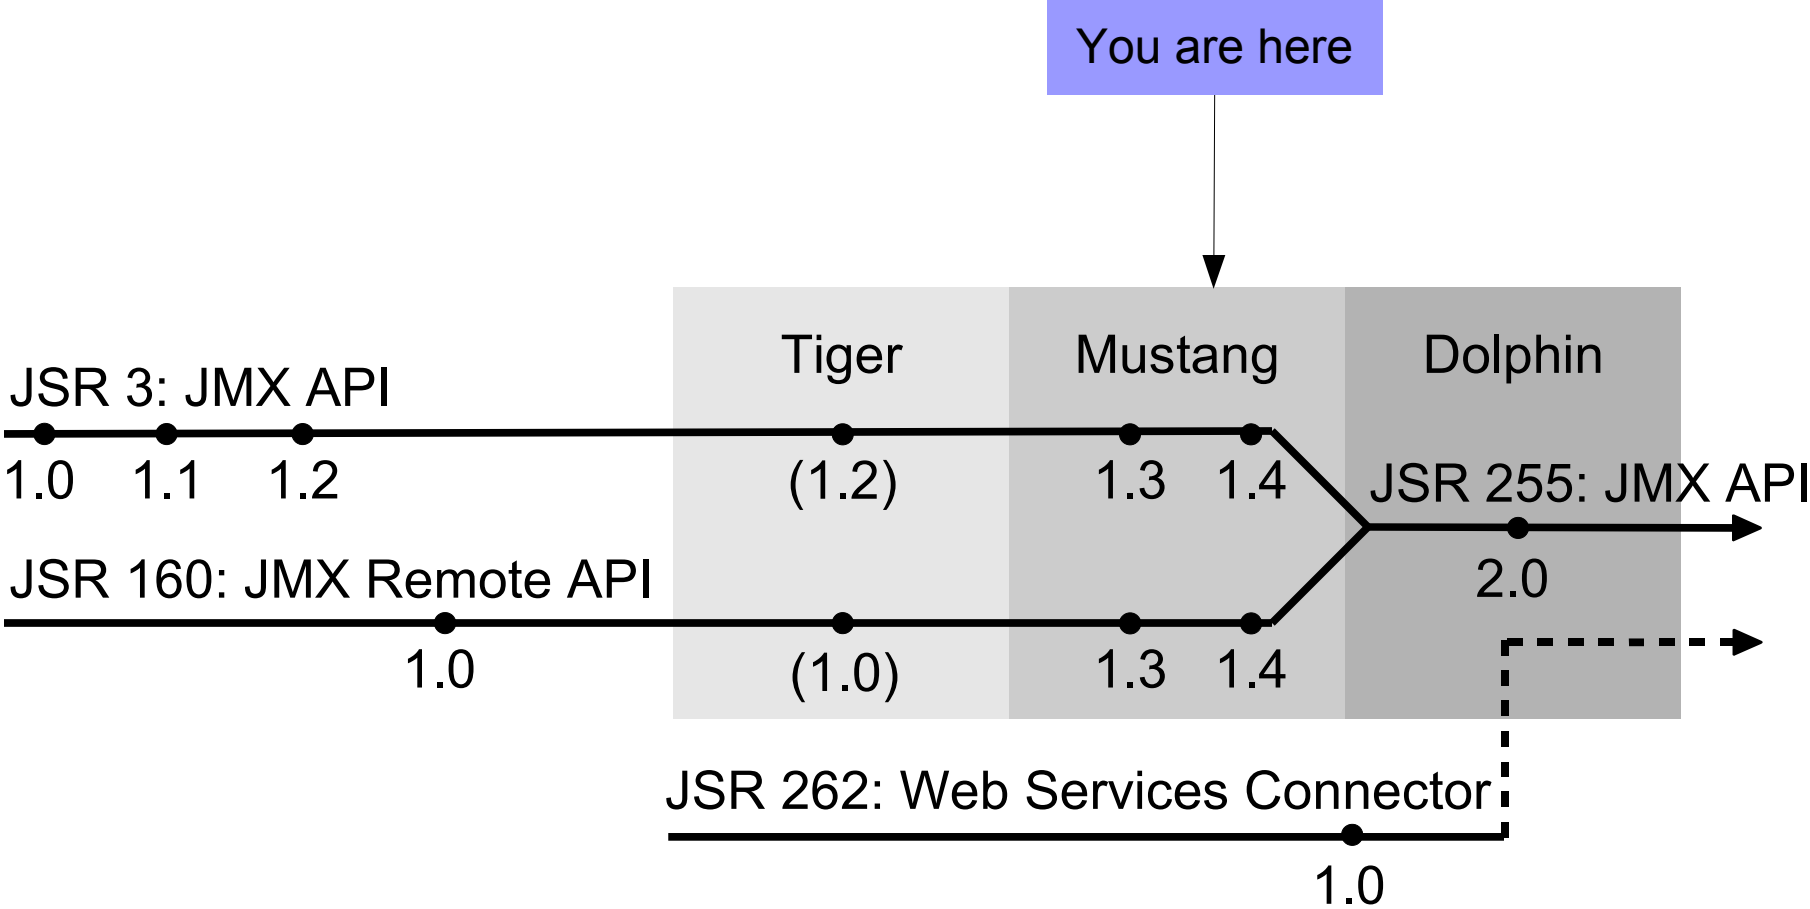 You are here
Tiger Mustang Dolphin
JSR 3: JMX API
1.0 1.1 1.2 (1.2) 1.3 1.4
JSR 255: JMX API
2.0
JSR 160: JMX Remote API
1.0 (1.0) 1.3 1.4
JSR 262: Web Services Connector
1.0